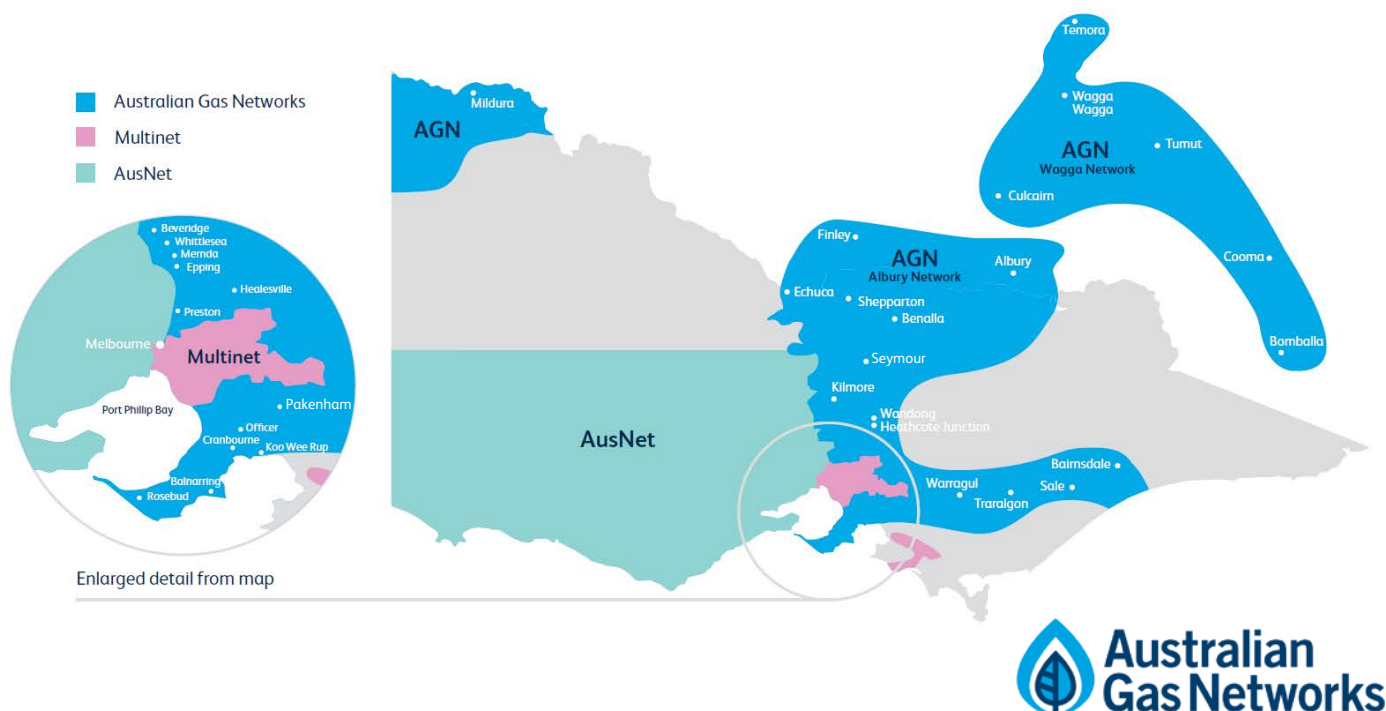 Australian Gas Networks
Multinet
AusNet
Beveridge
Whittlesea
Mernda
Epping
Healesville
Preston
Melbourne
Multinet
Port Phillip Bay
Pakenham
Officer
Cranbourne
Koo Wee Rup
Balnarring
Rosebud
Enlarged detail from map
AGN
Mildura
Temora
Wagga
Wagga
AGN
Wagga Network
Tumut
Culcairn
Cooma
Bomballa
Finley
AGN
Albury Network
Albury
Echuca
Shepparton
Benalla
Seymour
Kilmore
Wandong
Heathcote Junction
AusNet
Bairnsdale
Warragul
Sale
Traralgon
Australian
Gas Networks